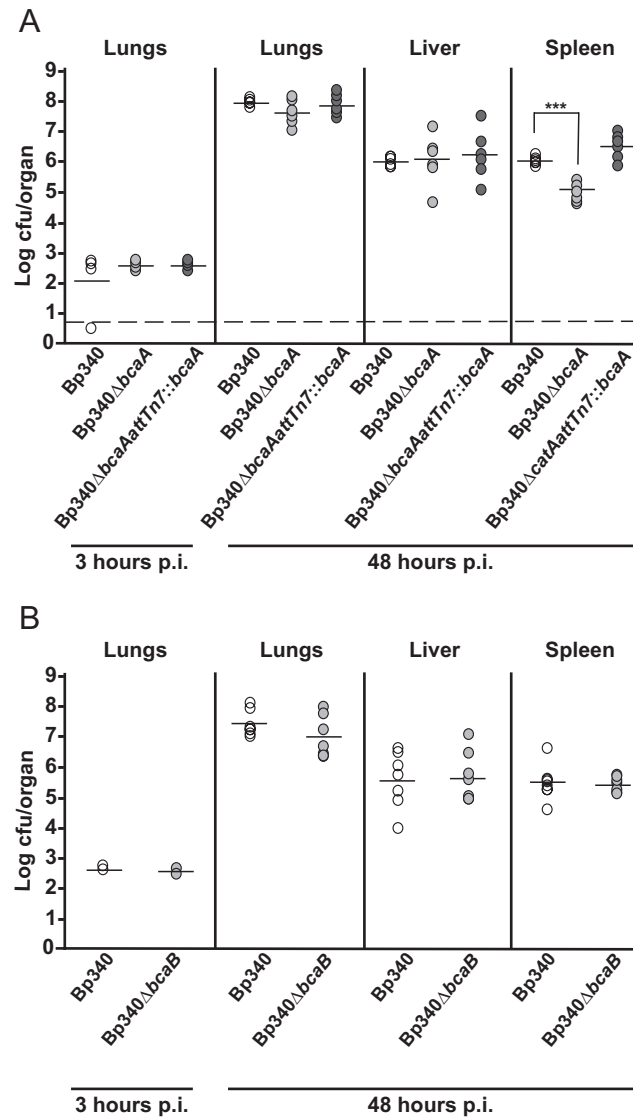 A
Lungs Lungs Liver Spleen
Log cfu/organ
9
8
7
6
5
4
3
2
1
0
***
Bp340
Bp340ΔbcaA
Bp340ΔbcaAattTn7::bcaA
Bp340
Bp340ΔbcaA
Bp340ΔbcaAattTn7::bcaA
Bp340
Bp340ΔbcaA
Bp340ΔbcaAattTn7::bcaA
Bp340
Bp340ΔbcaA
Bp340ΔcatAattTn7::bcaA
3 hours p.i. 48 hours p.i.
B
Lungs Lungs Liver Spleen
Log cfu/organ
9
8
7
6
5
4
3
2
1
0
Bp340
Bp340ΔbcaB
Bp340
Bp340ΔbcaB
Bp340
Bp340ΔbcaB
Bp340
Bp340ΔbcaB
3 hours p.i. 48 hours p.i.